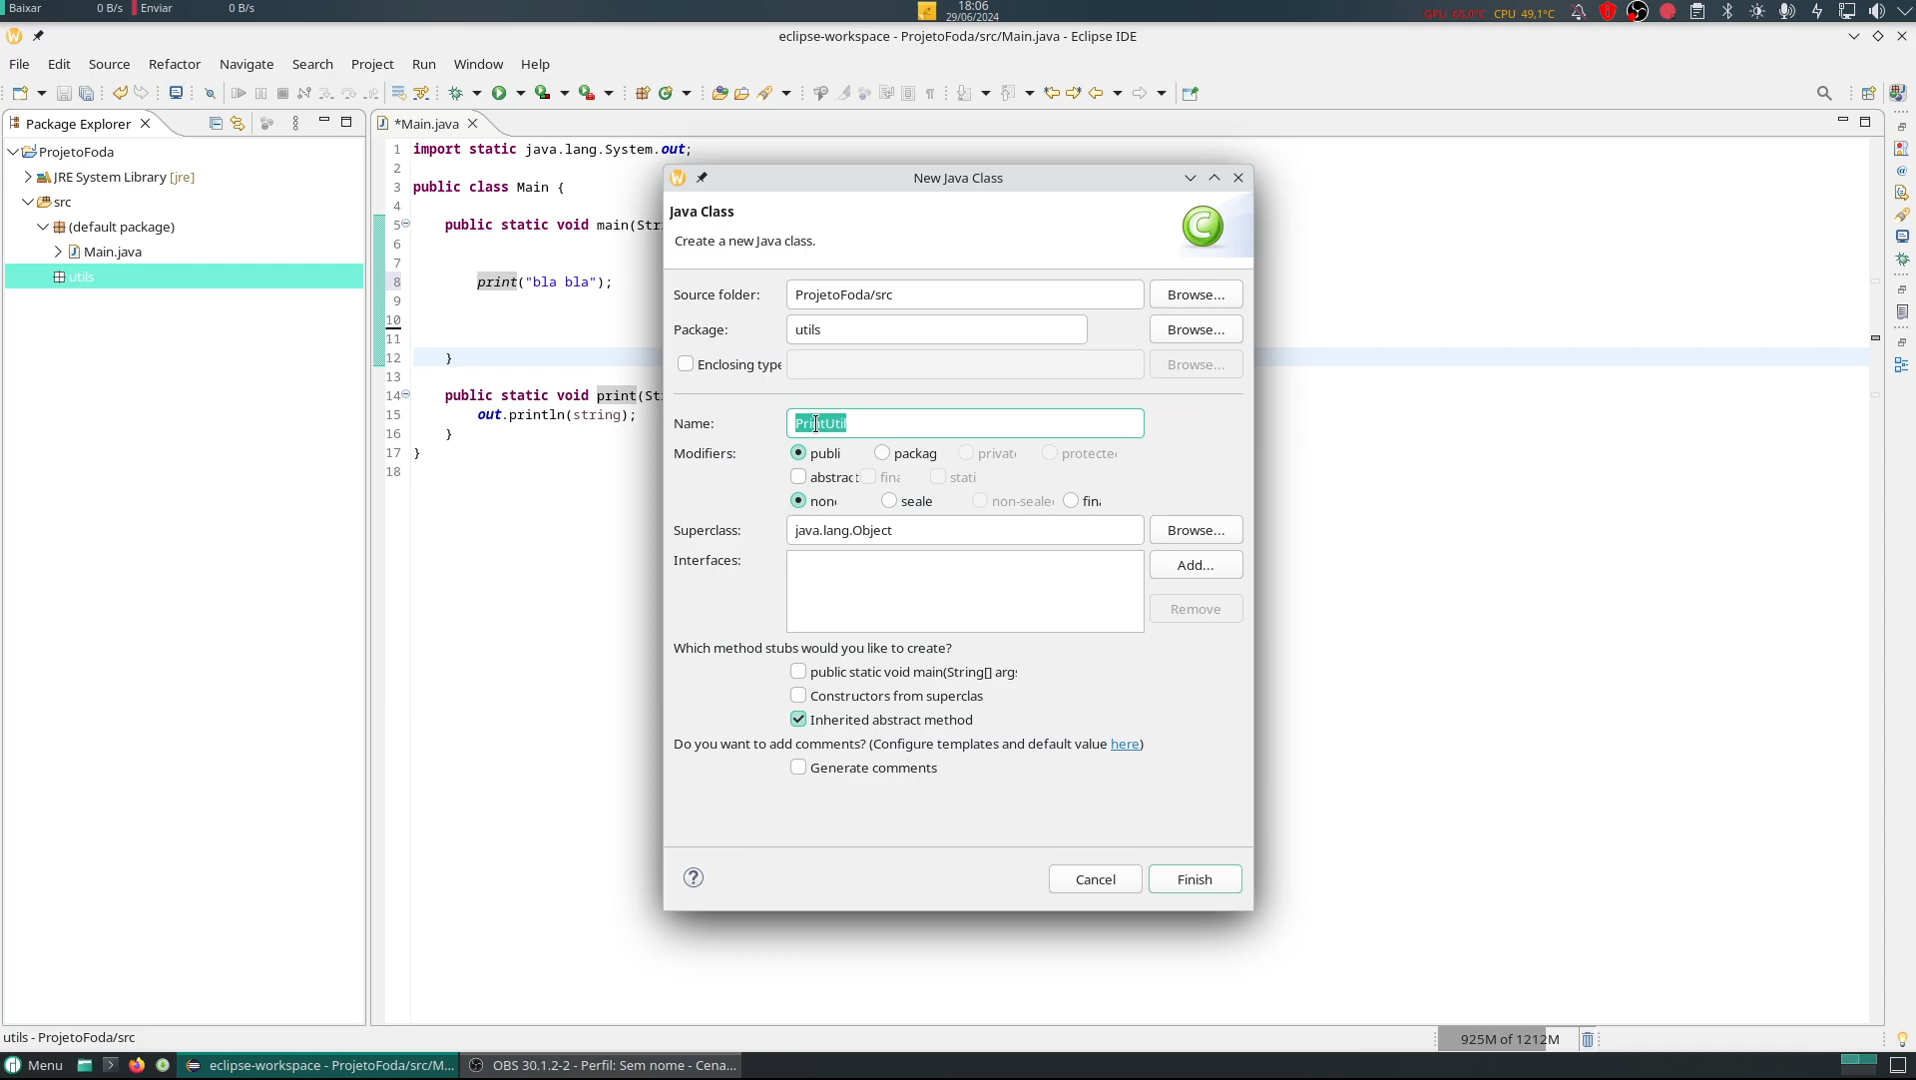 Baixar 0 B/s Enviar 0 B/s
18:06
29/06/2024
GPU 65,0°C CPU 49,1°C
eclipse-workspace - ProjetoFoda/src/Main.java - Eclipse IDE
File Edit Source Refactor Navigate Search Project Run Window Help
Package Explorer
*Main.java
ProjetoFoda
JRE System Library [jre]
src
(default package)
Main.java
utils
1 import static java.lang.System.out;
2
3 public class Main {
4
5 public static void main(Stri
6
7
8 print("bla bla");
9
10
11
12 }
13
14 public static void print(St
15 out.println(string);
16 }
17 }
18
New Java Class
Java Class
Create a new Java class.
Source folder: ProjetoFoda/src Browse...
Package: utils Browse...
Enclosing type Browse...
Name: PrintUtil
Modifiers: publi packag private protecte
abstrac fina stati
none seale non-seale fina
Superclass: java.lang.Object Browse...
Interfaces: Add...
Remove
Which method stubs would you like to create?
public static void main(String[] args
Constructors from superclas
Inherited abstract method
Do you want to add comments? (Configure templates and default value here)
Generate comments
Cancel Finish
utils - ProjetoFoda/src
925M of 1212M
Menu
eclipse-workspace - ProjetoFoda/src/M...
OBS 30.1.2-2 - Perfil: Sem nome - Cena...